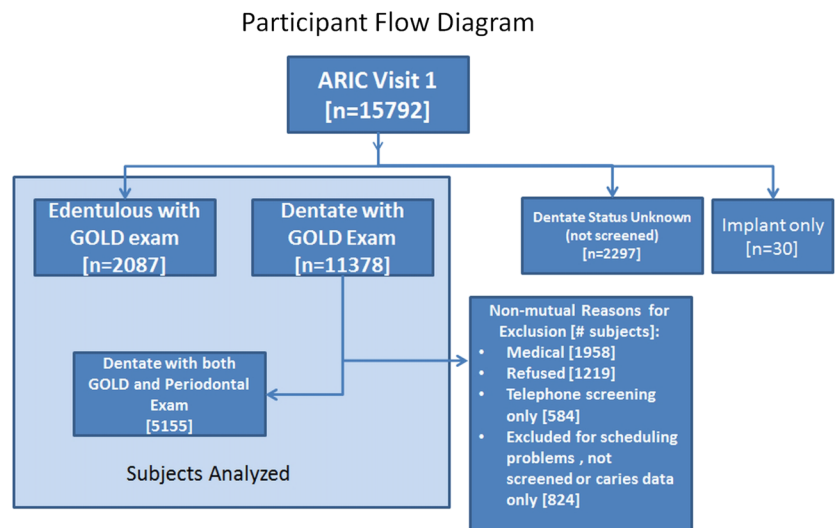 Participant Flow Diagram
ARIC Visit 1
[n=15792]
Edentulous with
GOLD exam
[n=2087]
Dentate with
GOLD Exam
[n=11378]
Dentate Status Unknown
(not screened)
[n=2297]
Implant only
[n=30]
Non-mutual Reasons for
Exclusion [# subjects]:
• Medical [1958]
• Refused [1219]
• Telephone screening
only [584]
• Excluded for scheduling
problems , not
screened or caries data
only [824]
Dentate with both
GOLD and Periodontal
Exam
[5155]
Subjects Analyzed